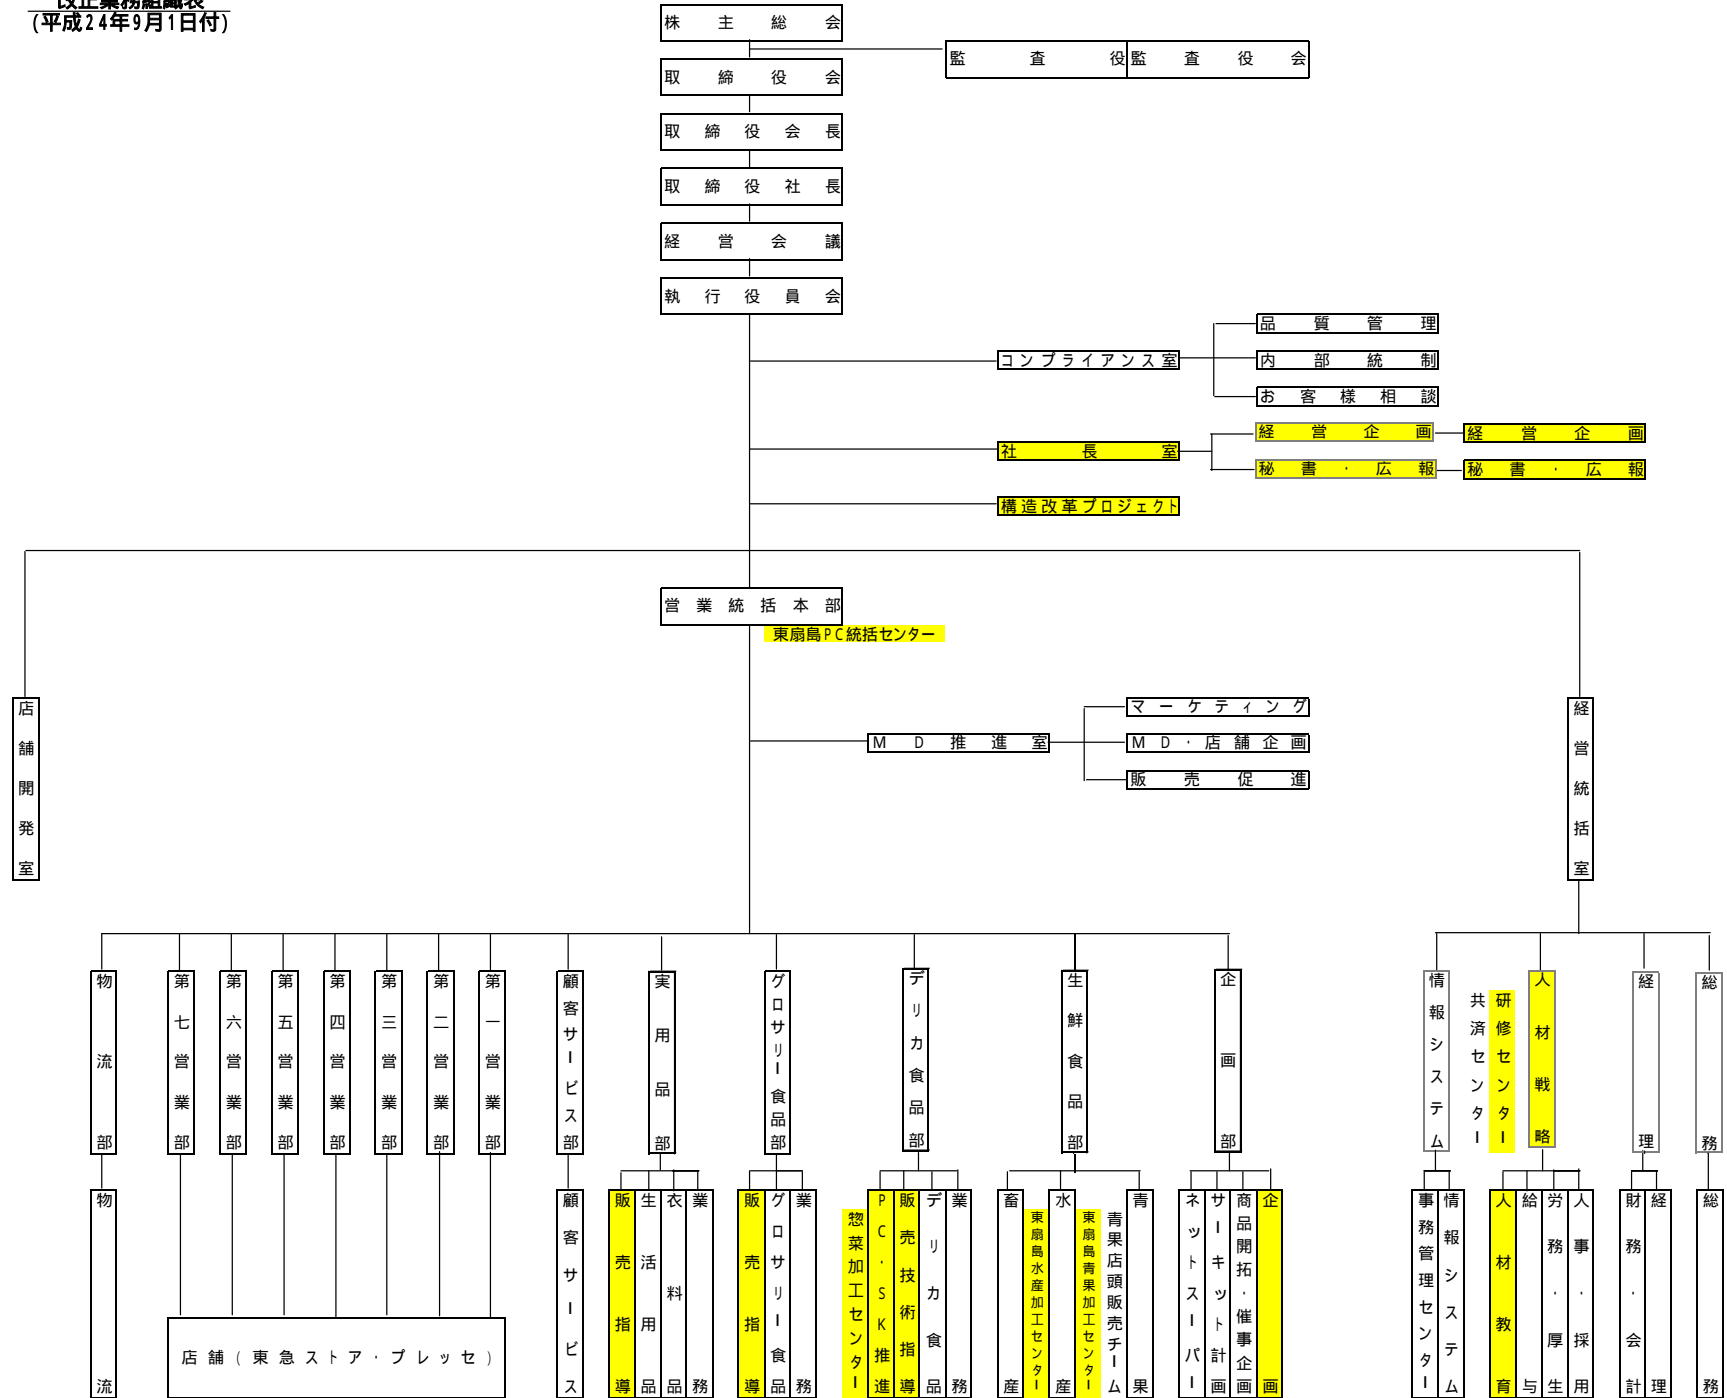 改正業務組織表
(平成24年9月1日付)
株主総会
監査役
監査役会
取締役会
取締役会長
取締役社長
経営会議
執行役員会
コンプライアンス室
品質管理
内部統制
お客様相談
社長室
経営企画
経営企画
秘書・広報
秘書・広報
構造改革プロジェクト
営業統括本部
東扇島PC統括センター
店舗開発室
MD推進室
マーケティング
MD・店舗企画
販売促進
経営統括室
物流部
第七営業部
第六営業部
第五営業部
第四営業部
第三営業部
第二営業部
第一営業部
顧客サービス部
実用品部
グロサリー食品部
デリカ食品部
生鮮食品部
企画部
情報システム
共済センター
研修センター
人材戦略
経理
総務
物流
店舗(東急ストア・プレッセ)
顧客サービス
販売指導
生活用品
衣料品
業務
販売指導
グロサリー食品
業務
惣菜加工センター
PC・SK推進
販売技術指導
デリカ食品
業務
畜産
東扇島水産加工センター
水産
東扇島青果加工センター
青果店頭販売チーム
青果
ネットスーパー
サーキット計画
商品開拓・催事企画
企画
事務管理センター
情報システム
人材教育
給与
労務・厚生
人事・採用
財務・会計
経理
総務